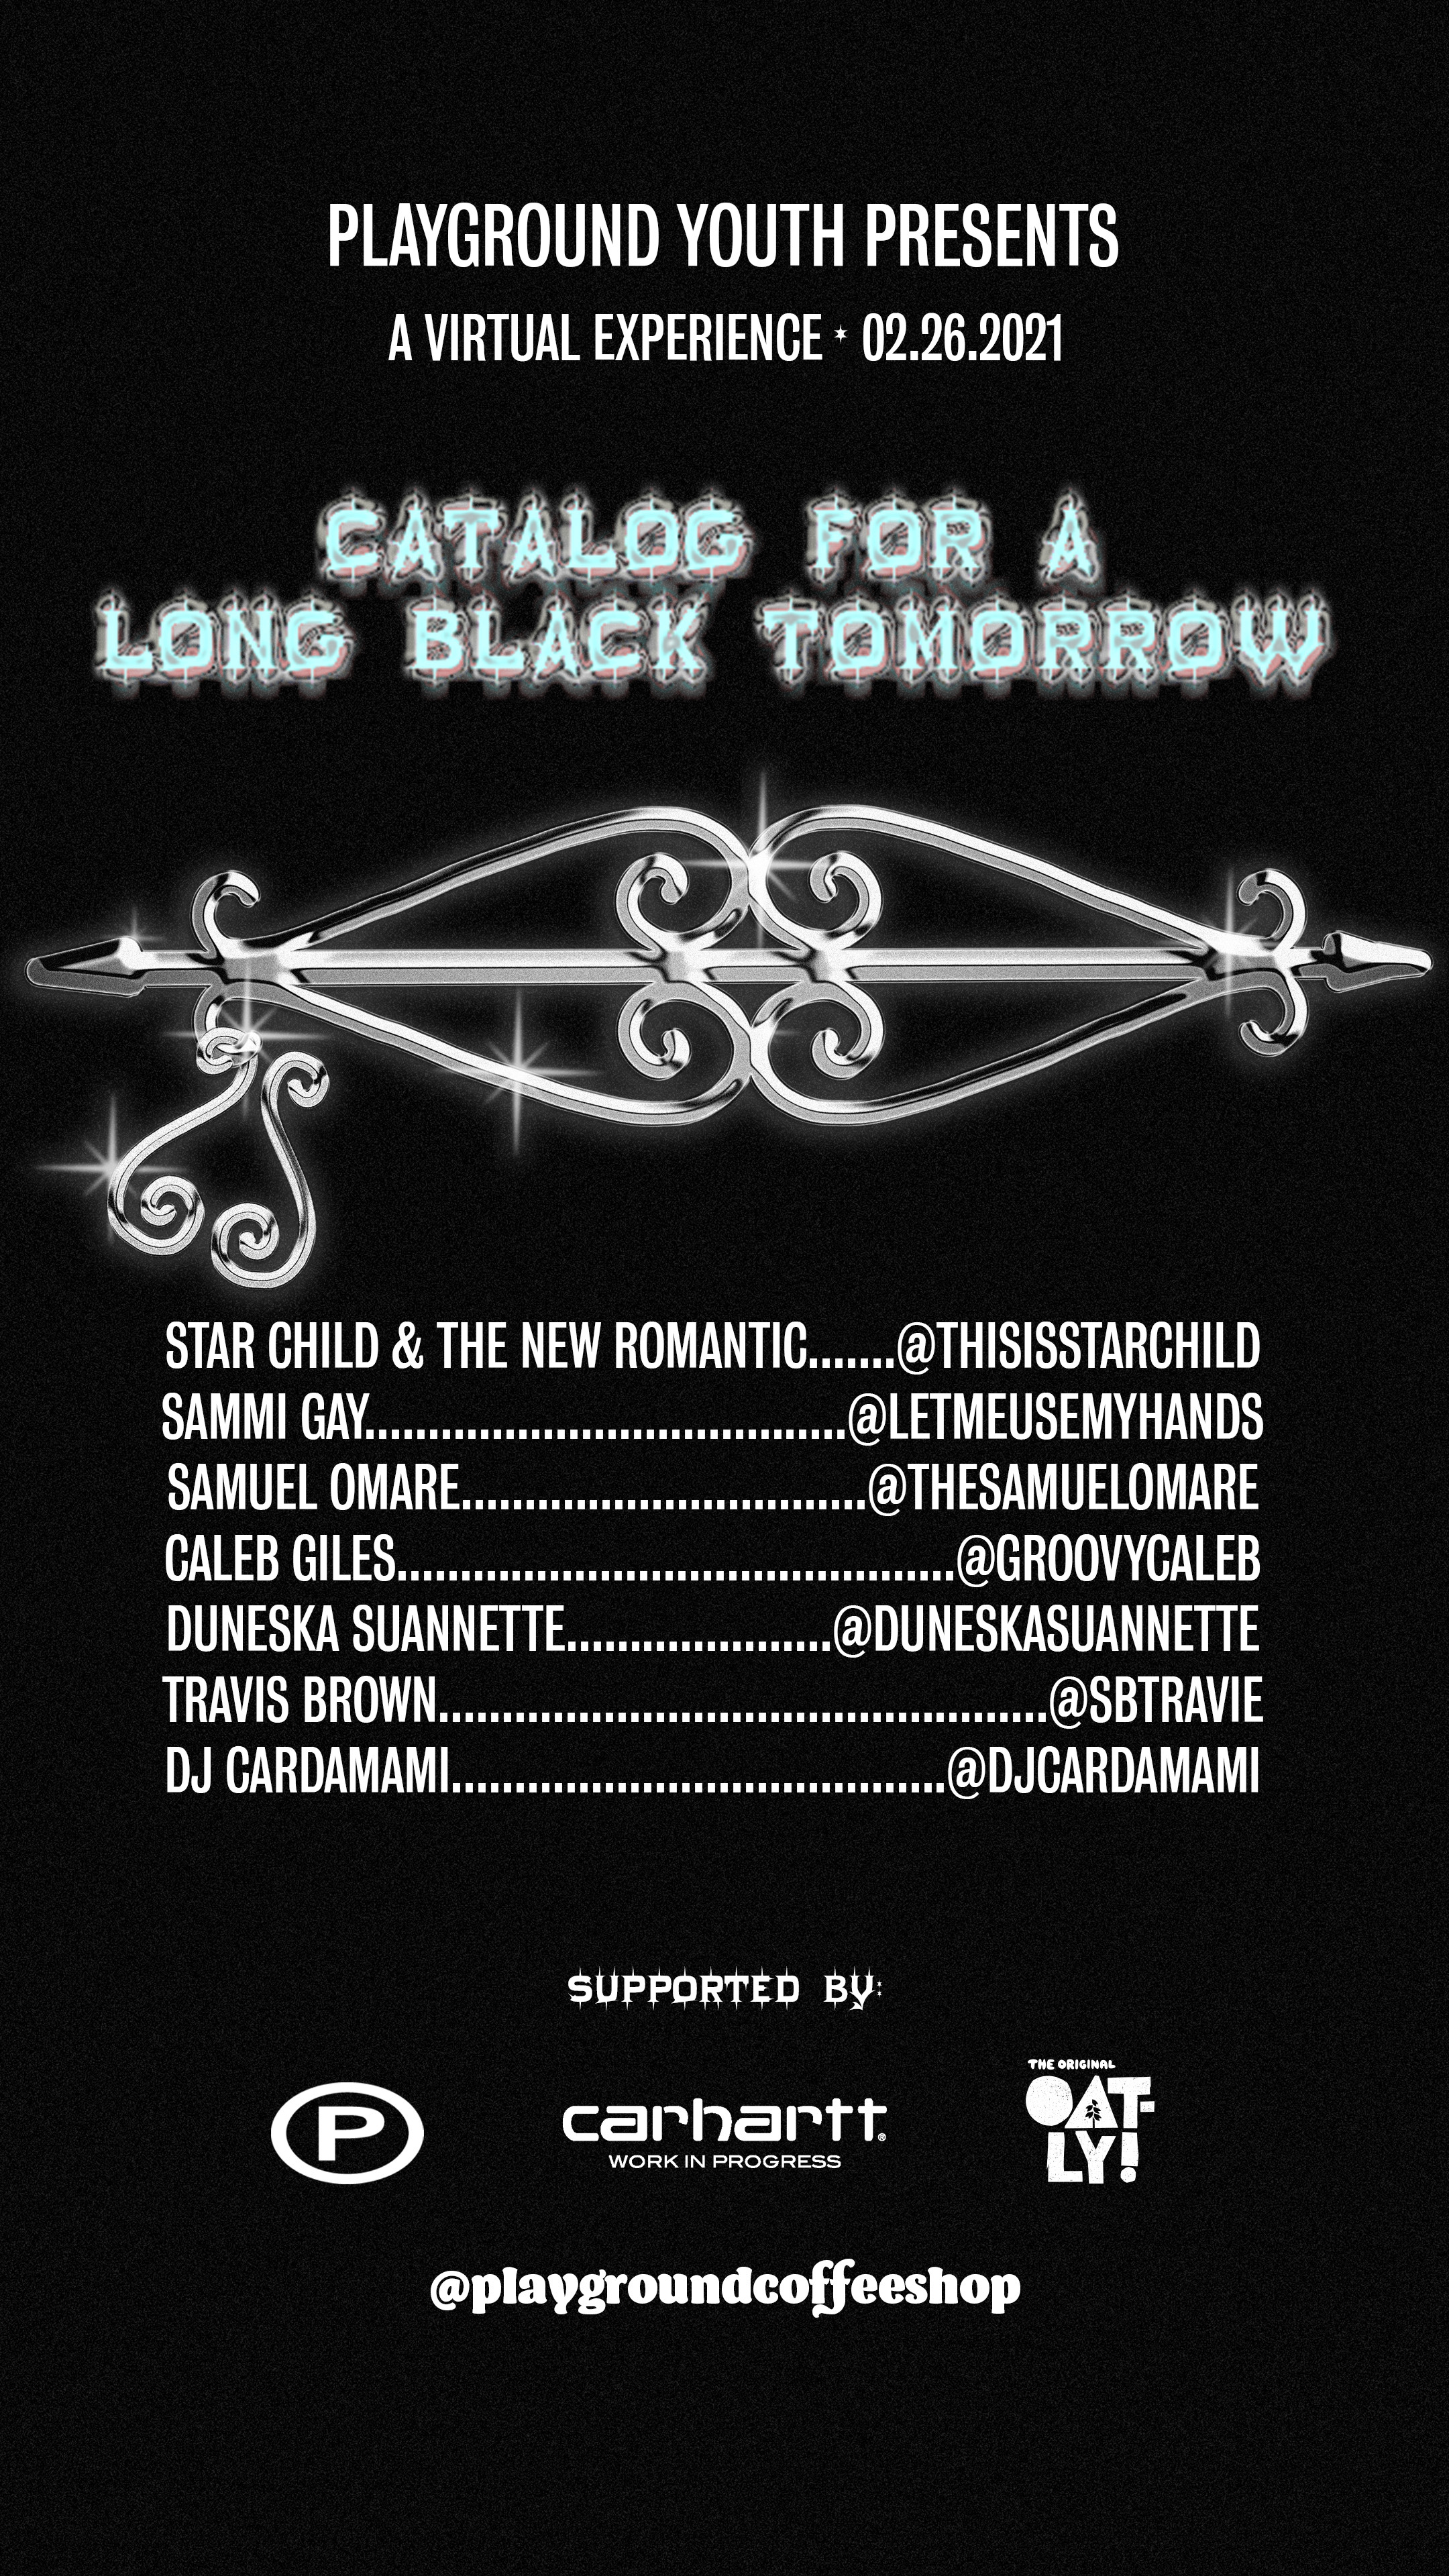 PLAYGROUND YOUTH PRESENTS
A VIRTUAL EXPERIENCE ✶ 02.26.2021
CATALOG FOR A
LONG BLACK TOMORROW
STAR CHILD & THE NEW ROMANTIC.......@THISISSTARCHILD
SAMMI GAY......................................@LETMEUSEMYHANDS
SAMUEL OMARE................................@THESAMUELOMARE
CALEB GILES............................................@GROOVYCALEB
DUNESKA SUANNETTE.....................@DUNESKASUANNETTE
TRAVIS BROWN................................................@SBTRAVIE
DJ CARDAMAMI.......................................@DJCARDAMAMI
SUPPORTED BY:
P
carhartt®
WORK IN PROGRESS
THE ORIGINAL
OAT-
LY!
@playgroundcoffeeshop